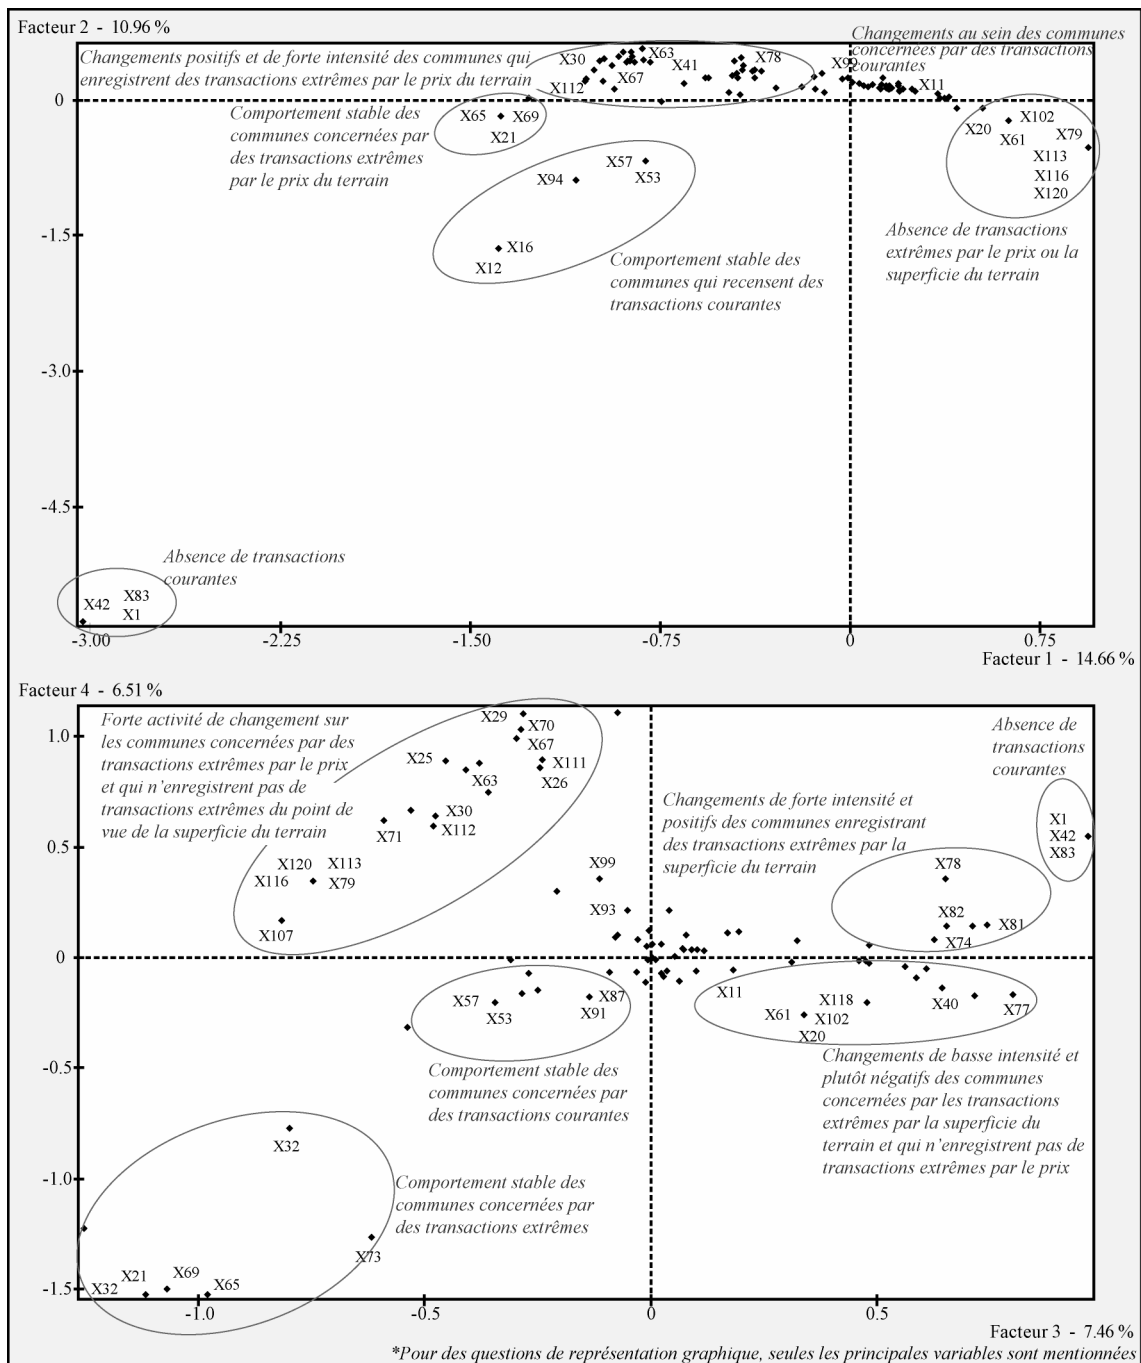 Facteur 2 - 10.96 %
Changements au sein des communes
concernées par des transactions
courantes
Changements positifs et de forte intensité des communes qui
enregistrent des transactions extrêmes par le prix du terrain
X30
X63
X41
X78
X99
X67
X112
X11
0
Comportement stable des
communes concernées par
des transactions extrêmes
par le prix du terrain
X65
X69
X21
X20
X102
X61
X79
X113
X116
X120
X57
X53
X94
X16
X12
-1.5
Absence de transactions
extrêmes par le prix ou la
superficie du terrain
Comportement stable des
communes qui recensent des
transactions courantes
-3.0
-4.5
Absence de transactions
courantes
X42
X83
X1
-3.00
-2.25
-1.50
-0.75
0
0.75
Facteur 1 - 14.66 %
Facteur 4 - 6.51 %
Forte activité de changement sur
les communes concernées par des
transactions extrêmes par le prix
et qui n'enregistrent pas de
transactions extrêmes du point de
vue de la superficie du terrain
1.0
X29
X70
X67
X25
X111
X63
X26
X30
X112
X71
Absence de
transactions
courantes
X1
X42
X83
Changements de forte intensité et
positifs des communes enregistrant
des transactions extrêmes par la
superficie du terrain
0.5
X120
X113
X116
X79
X107
X99
X93
X78
X82
X81
X74
0
X57
X53
X87
X91
X11
X118
X61
X102
X20
X40
X77
-0.5
Comportement stable des
communes concernées par
des transactions courantes
Changements de basse intensité et
plutôt négatifs des communes
concernées par les transactions
extrêmes par la superficie du
terrain et qui n'enregistrent pas de
transactions extrêmes par le prix
X32
-1.0
Comportement stable des
communes concernées par
des transactions extrêmes
X73
X21
X69
X32
X65
-1.5
-1.0
-0.5
0
0.5
Facteur 3 - 7.46 %
*Pour des questions de représentation graphique, seules les principales variables sont mentionnées